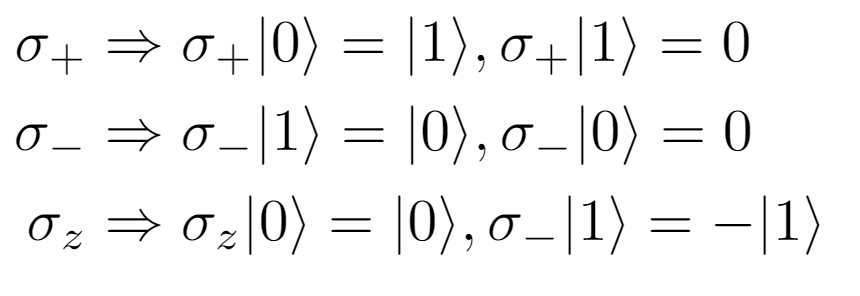 σ₊ ⇒ σ₊|0⟩ = |1⟩, σ₊|1⟩ = 0
σ₋ ⇒ σ₋|1⟩ = |0⟩, σ₋|0⟩ = 0
σ_z ⇒ σ_z|0⟩ = |0⟩, σ₋|1⟩ = −|1⟩